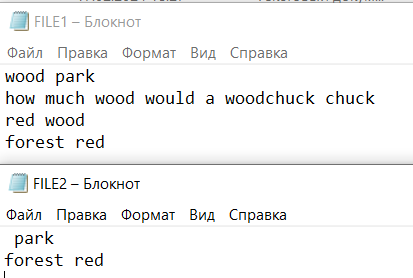 FILE1 – Блокнот
Файл Правка Формат Вид Справка
wood park
how much wood would a woodchuck chuck
red wood
forest red
FILE2 – Блокнот
Файл Правка Формат Вид Справка
park
forest red